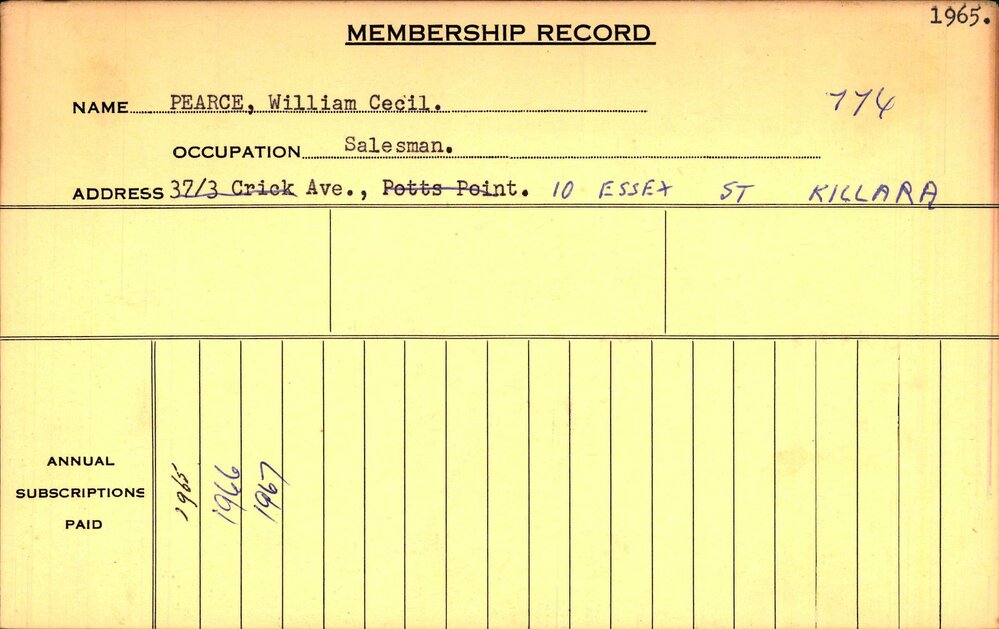 1965.
MEMBERSHIP RECORD
NAME PEARCE, William Cecil. 774
OCCUPATION Salesman.
ADDRESS 37/3 Crick Ave., Potts Point. 10 ESSEX ST KILLARA
ANNUAL
SUBSCRIPTIONS
PAID
1965
1966
1967